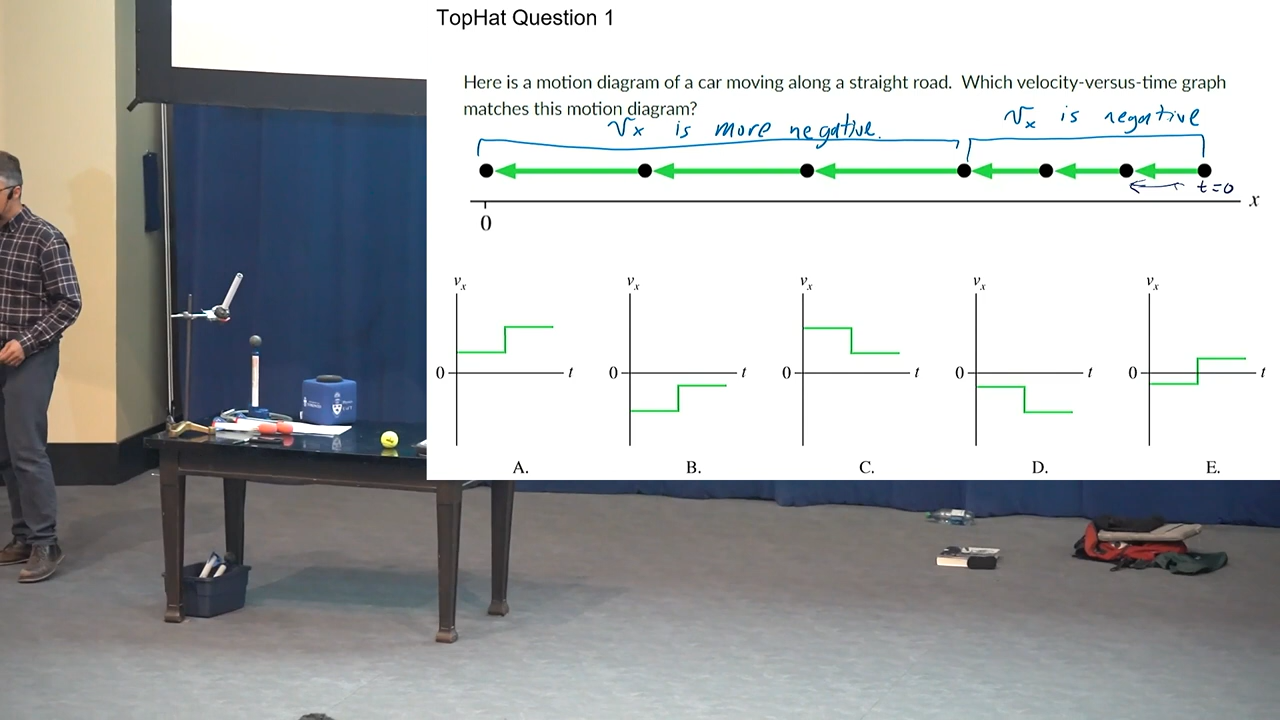 TopHat Question 1
Here is a motion diagram of a car moving along a straight road. Which velocity-versus-time graph
matches this motion diagram?
vx is more negative.
vx is negative
t=0
x
0
vx vx vx vx vx
0 t 0 t 0 t 0 t 0 t
A. B. C. D. E.